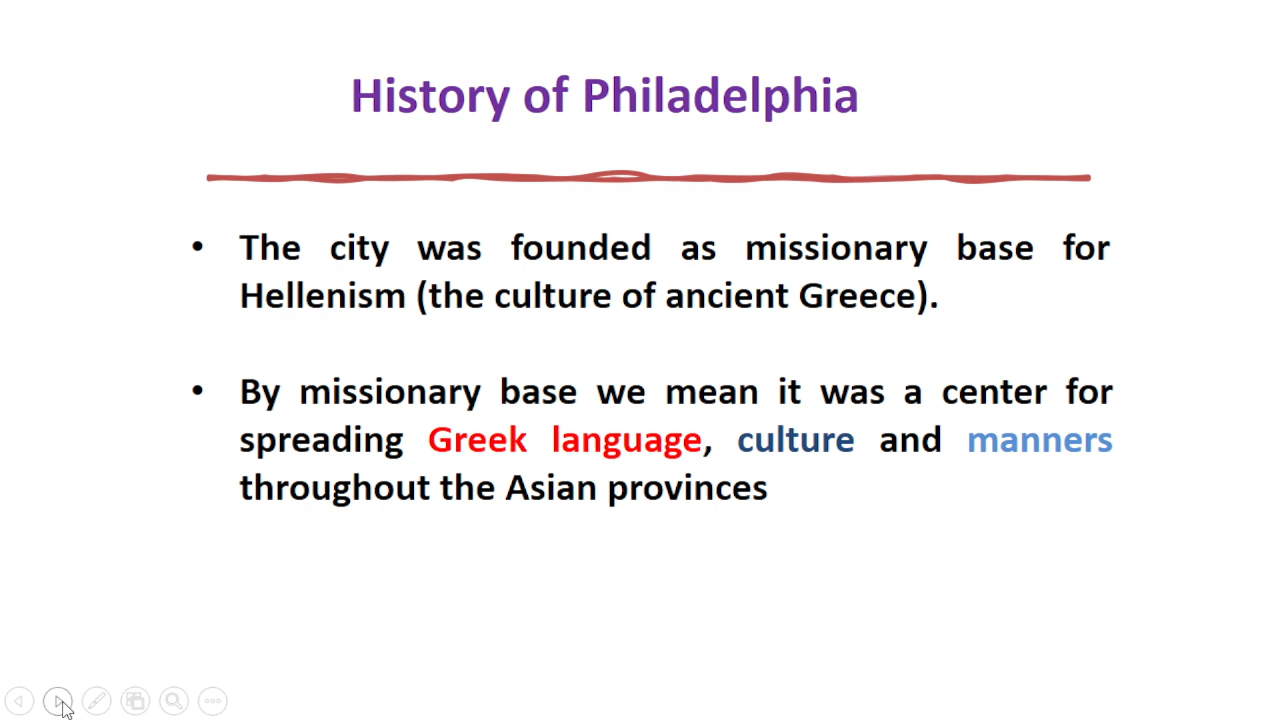 History of Philadelphia
• The city was founded as missionary base for
Hellenism (the culture of ancient Greece).
• By missionary base we mean it was a center for
spreading Greek language, culture and manners
throughout the Asian provinces